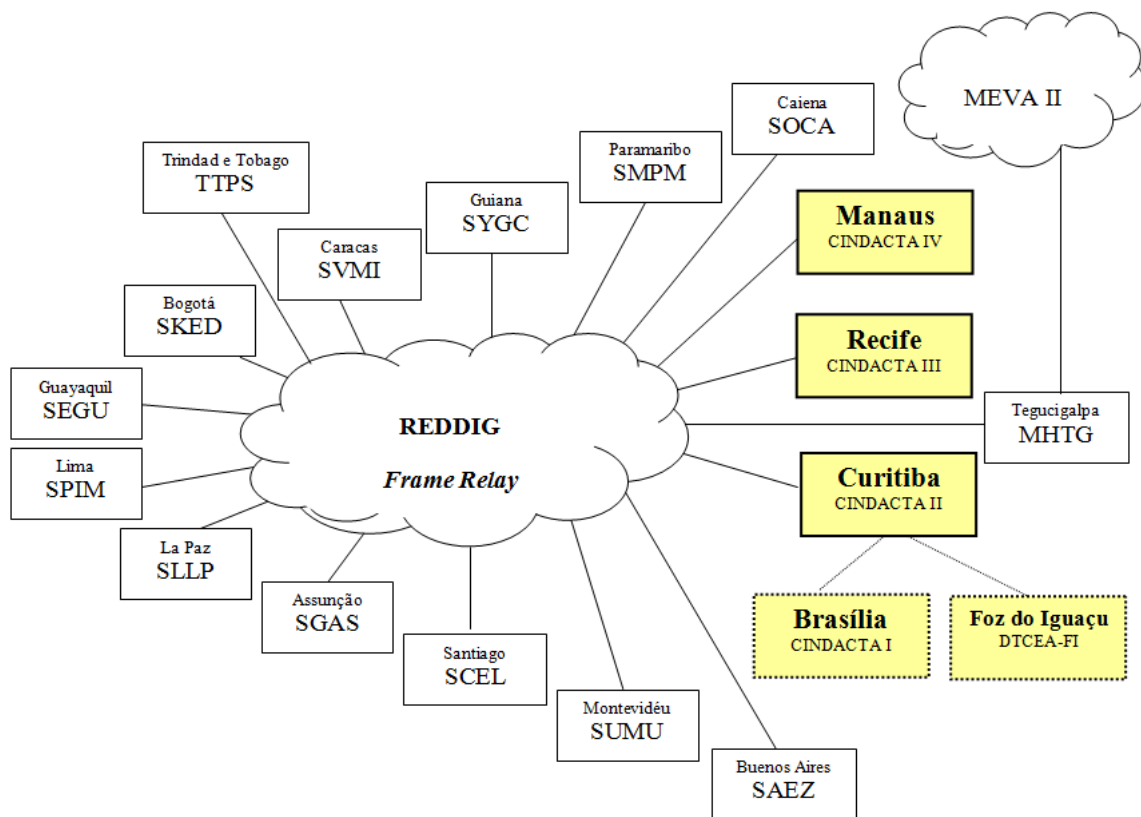 MEVA II
Caiena
SOCA
Paramaribo
SMPM
Trindad e Tobago
TTPS
Guiana
SYGC
Manaus
CINDACTA IV
Caracas
SVMI
Bogotá
SKED
Recife
CINDACTA III
Guayaquil
SEGU
Tegucigalpa
MHTG
REDDIG
Frame Relay
Lima
SPIM
Curitiba
CINDACTA II
La Paz
SLLP
Assunção
SGAS
Brasília
CINDACTA I
Foz do Iguaçu
DTCEA-FI
Santiago
SCEL
Montevidéu
SUMU
Buenos Aires
SAEZ